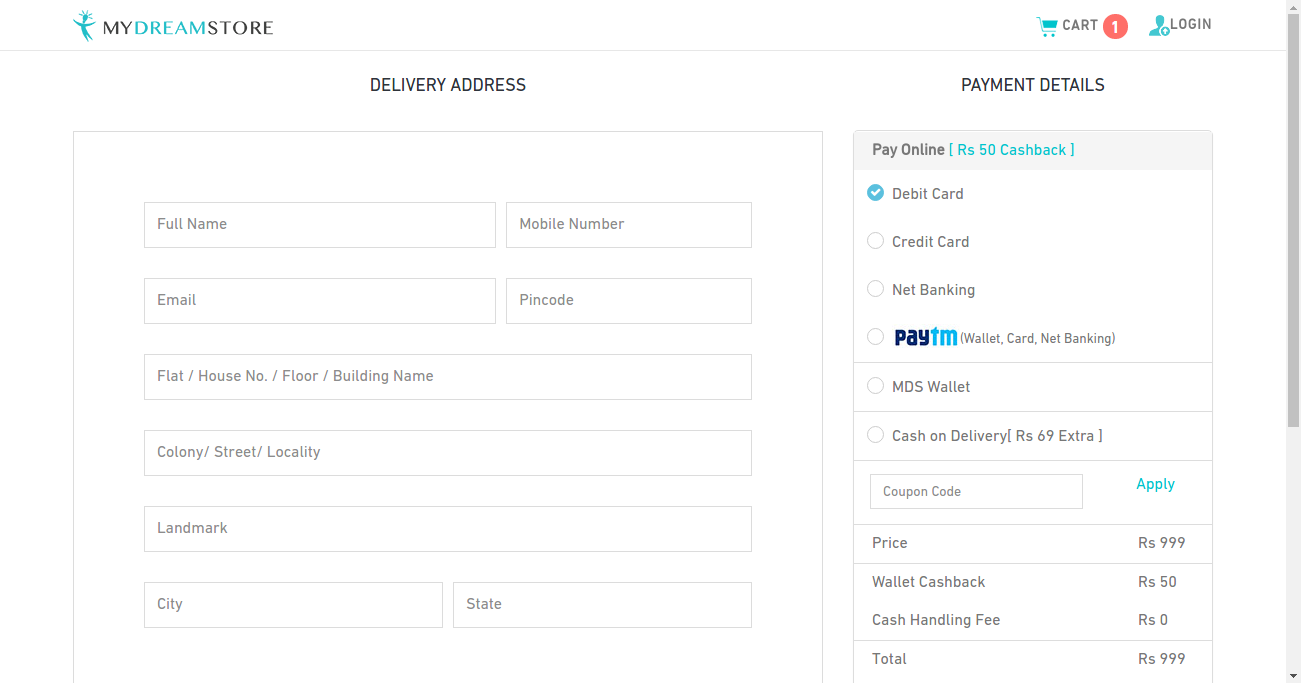 MYDREAMSTORE
CART 1
LOGIN
DELIVERY ADDRESS
Full Name
Mobile Number
Email
Pincode
Flat / House No. / Floor / Building Name
Colony/ Street/ Locality
Landmark
City
State
PAYMENT DETAILS
Pay Online [ Rs 50 Cashback ]
Debit Card
Credit Card
Net Banking
paytm (Wallet, Card, Net Banking)
MDS Wallet
Cash on Delivery[ Rs 69 Extra ]
Coupon Code
Apply
Price Rs 999
Wallet Cashback Rs 50
Cash Handling Fee Rs 0
Total Rs 999